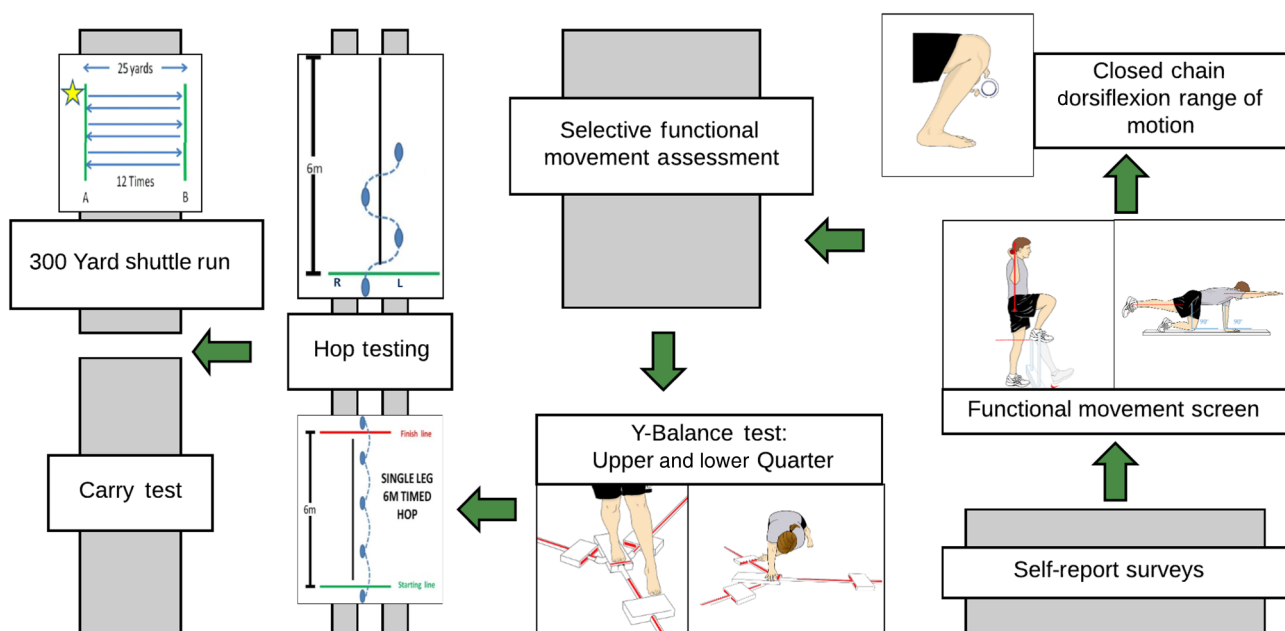 25 yards
12 Times
A B
300 Yard shuttle run
Carry test
6m
R L
Hop testing
Finish line
SINGLE LEG
6M TIMED
HOP
6m
Starting line
Selective functional
movement assessment
Y-Balance test:
Upper and lower Quarter
Closed chain
dorsiflexion range of
motion
90° 90°
Functional movement screen
Self-report surveys